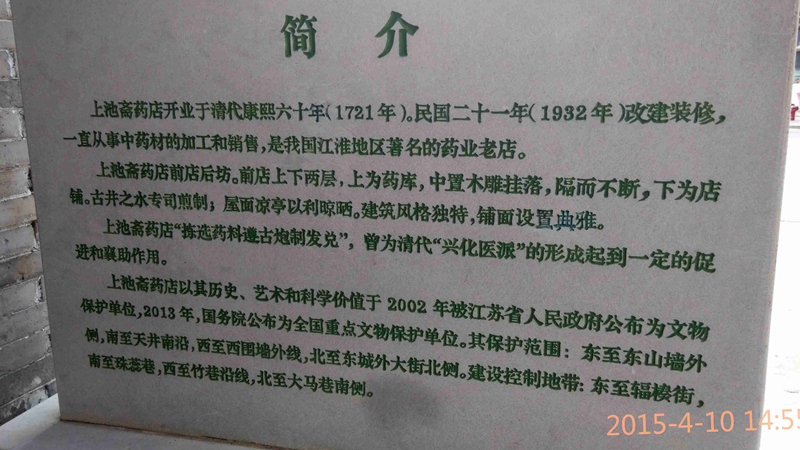 简 介
上池斋药店开业于清代康熙六十年(1721年)。民国二十一年(1932年)改建装修,
一直从事中药材的加工和销售,是我国江淮地区著名的药业老店。
上池斋药店前店后坊。前店上下两层,上为药库,中置木雕挂落,隔而不断,下为店
铺。古井之水专司煎制;屋面凉亭以利晾晒。建筑风格独特,铺面设置典雅。
上池斋药店“拣选药料遵古炮制发兑”,曾为清代“兴化医派”的形成起到一定的促
进和襄助作用。
上池斋药店以其历史、艺术和科学价值于2002年被江苏省人民政府公布为文物
保护单位,2013年,国务院公布为全国重点文物保护单位。其保护范围:东至东山墙外
侧,南至天井南沿,西至西围墙外线,北至东城外大街北侧。建设控制地带:东至辐楱街,
南至珠蕊巷,西至竹巷沿线,北至大马巷南侧。
2015-4-10 14:55